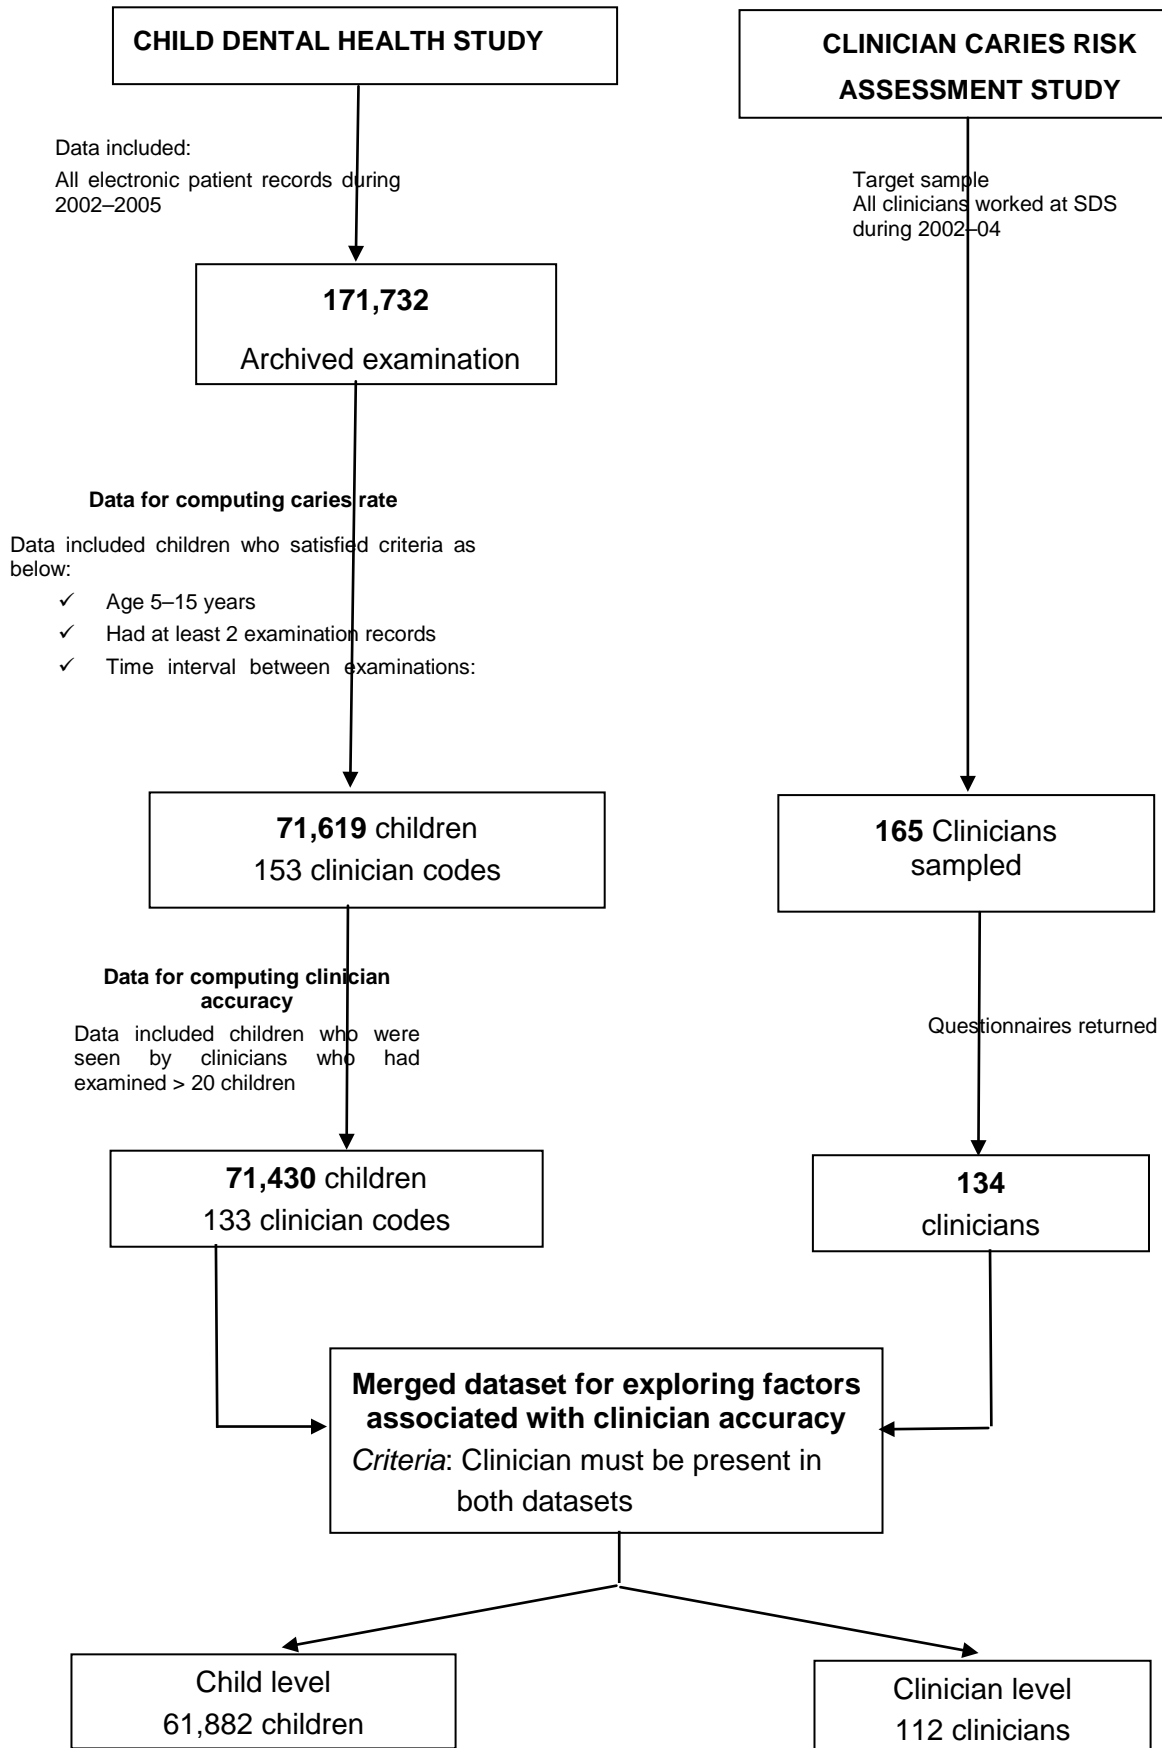 CHILD DENTAL HEALTH STUDY
CLINICIAN CARIES RISK
ASSESSMENT STUDY
Data included:
All electronic patient records during
2002–2005
Target sample
All clinicians worked at SDS
during 2002–04
171,732
Archived examination
Data for computing caries rate
Data included children who satisfied criteria as
below:
✓ Age 5–15 years
✓ Had at least 2 examination records
✓ Time interval between examinations:
71,619 children
153 clinician codes
165 Clinicians
sampled
Data for computing clinician
accuracy
Data included children who were
seen by clinicians who had
examined > 20 children
Questionnaires returned
71,430 children
133 clinician codes
134
clinicians
Merged dataset for exploring factors
associated with clinician accuracy
Criteria: Clinician must be present in
both datasets
Child level
61,882 children
Clinician level
112 clinicians